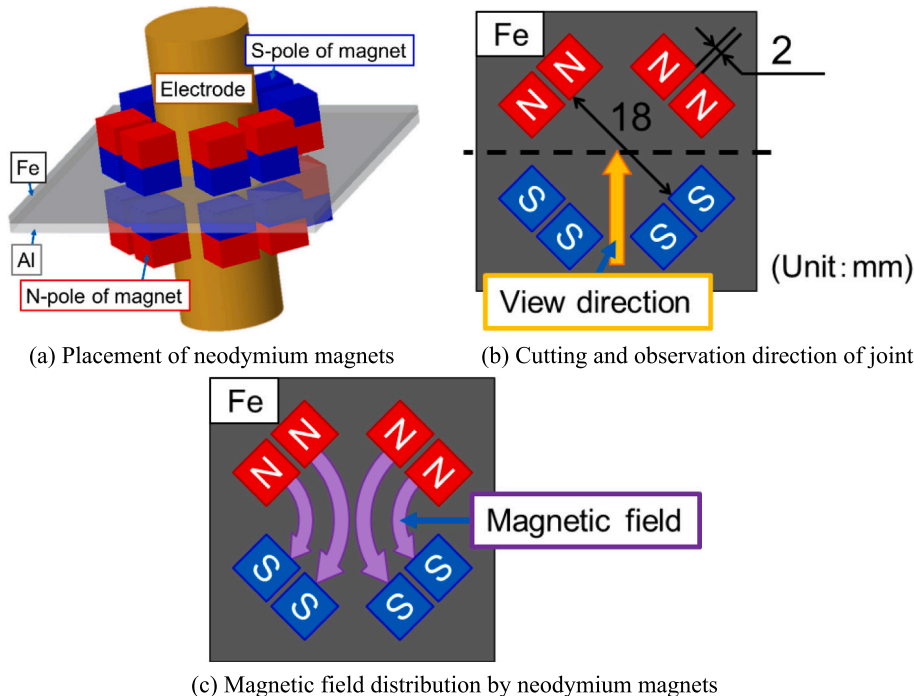 S-pole of magnet
Electrode
Fe
Al
N-pole of magnet
(a) Placement of neodymium magnets
Fe
N N N N
2
18
S S S S
View direction
(Unit:mm)
(b) Cutting and observation direction of joint
Fe
N N N N
Magnetic field
S S S S
(c) Magnetic field distribution by neodymium magnets